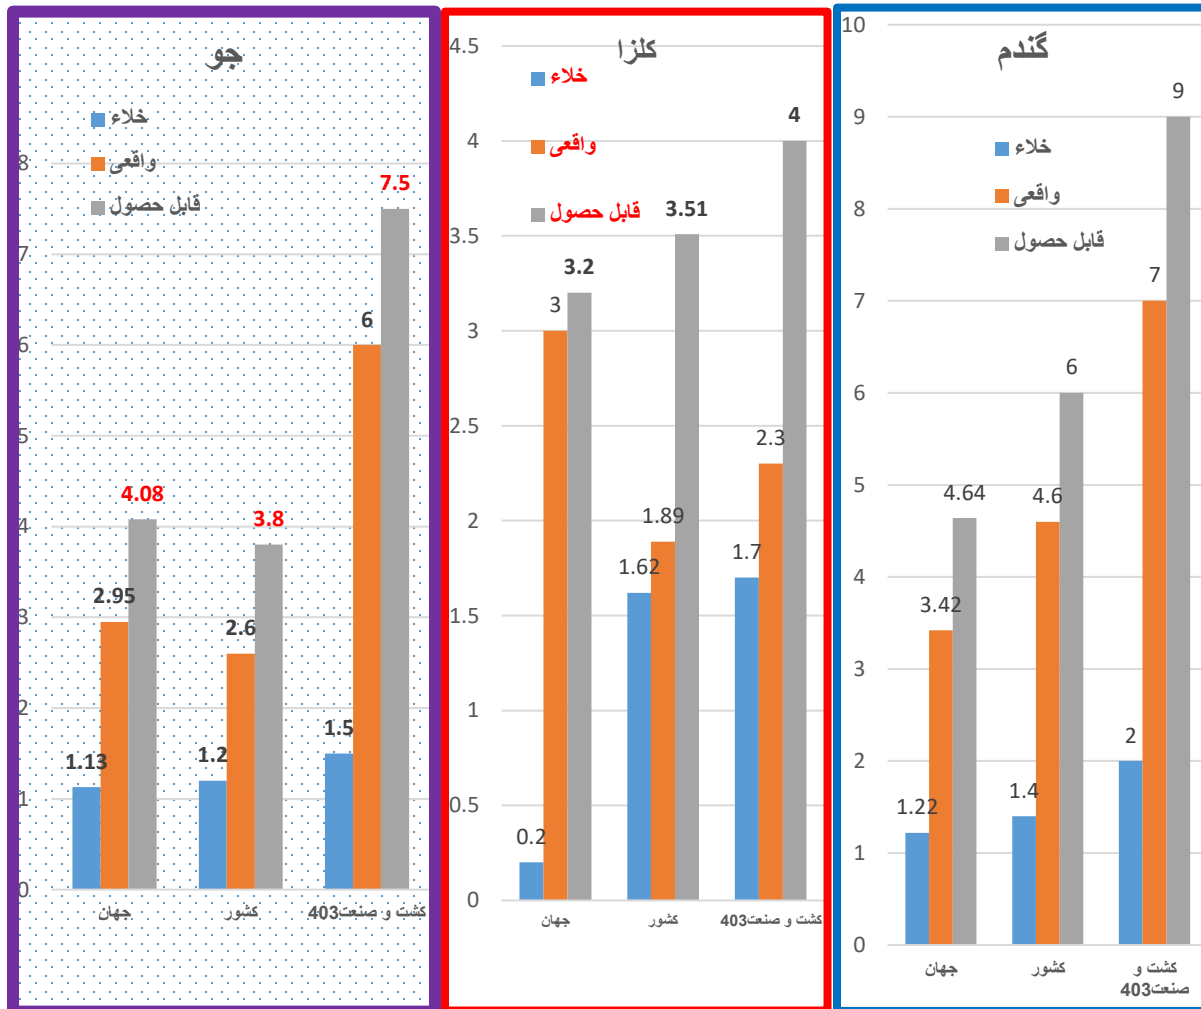 جو
خلاء
واقعی
قابل حصول
8
7
6
5
4
3
2
1
0
1.13
2.95
4.08
1.2
2.6
3.8
1.5
6
7.5
جهان
کشور
کشت و صنعت403
کلزا
خلاء
واقعی
قابل حصول
4.5
4
3.5
3
2.5
2
1.5
1
0.5
0
0.2
3
3.2
1.62
1.89
3.51
1.7
2.3
4
جهان
کشور
کشت و صنعت403
گندم
خلاء
واقعی
قابل حصول
10
9
8
7
6
5
4
3
2
1
0
1.22
3.42
4.64
1.4
4.6
6
2
7
9
جهان
کشور
کشت و
صنعت403